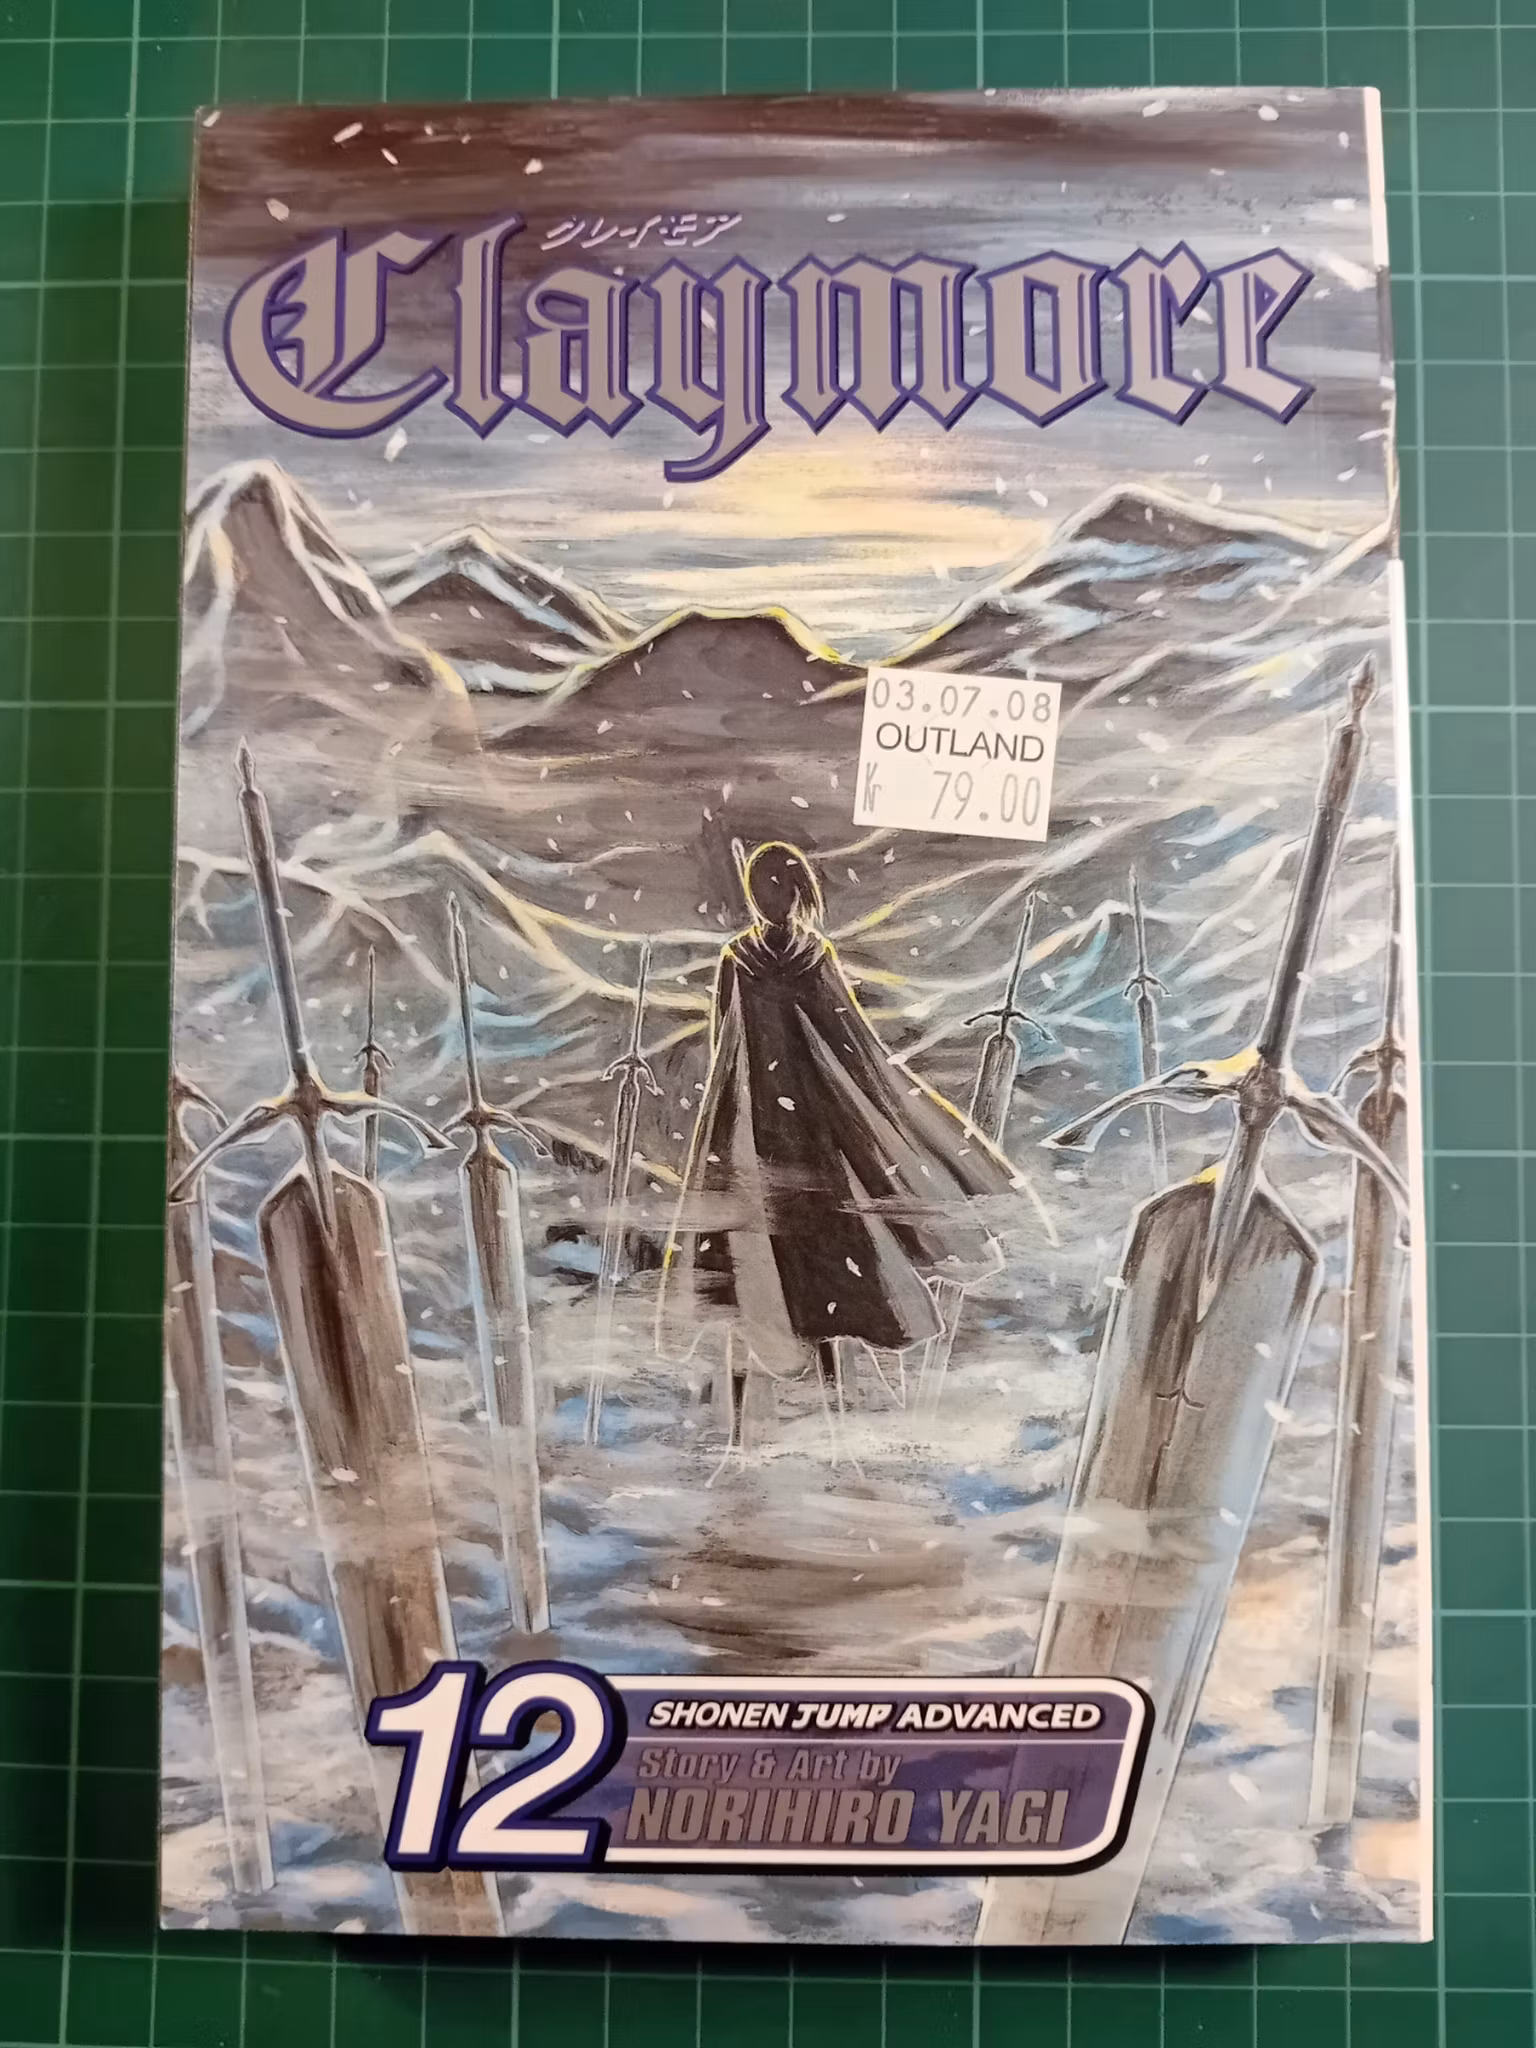 クレイモア
Claymore
03.07.08
OUTLAND
Kr 79.00
12
SHONEN JUMP ADVANCED
Story & Art by
NORIHIRO YAGI